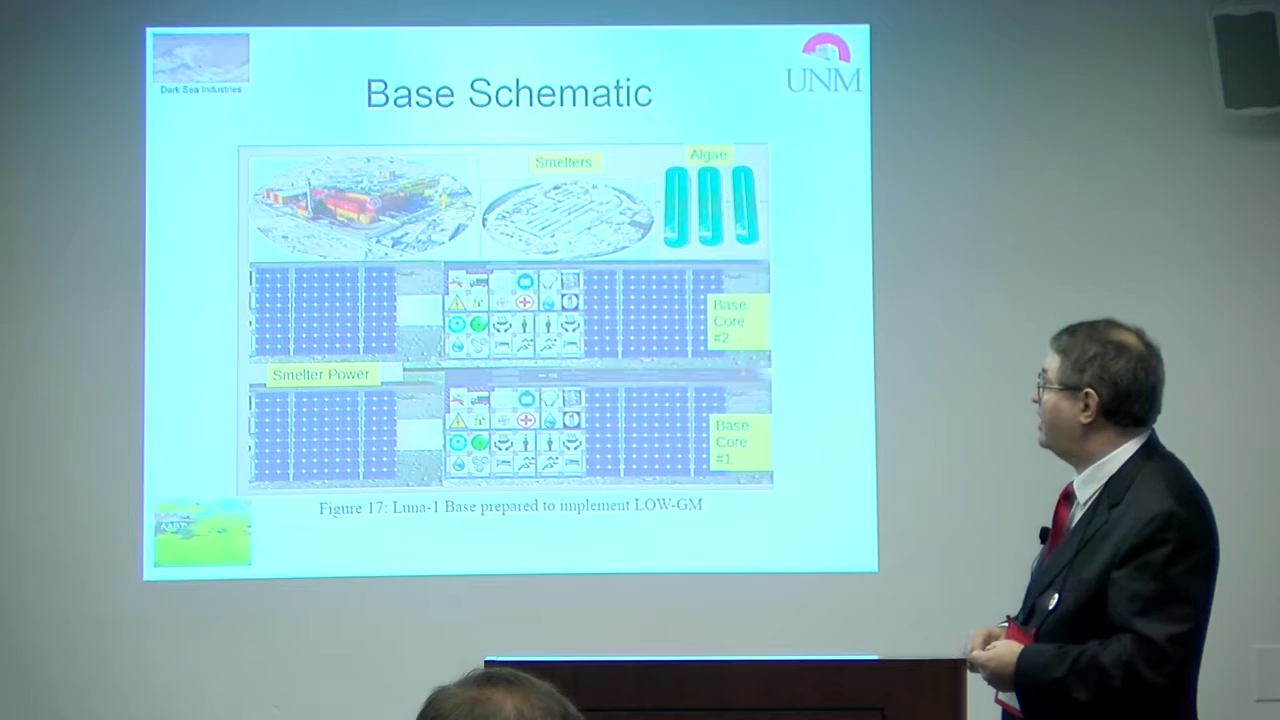 Dark Sea Industries
UNM
Base Schematic
Smelters
Algae
Base
Core
#2
Smelter Power
Base
Core
#1
Figure 17: Luna-1 Base prepared to implement LOW-GM